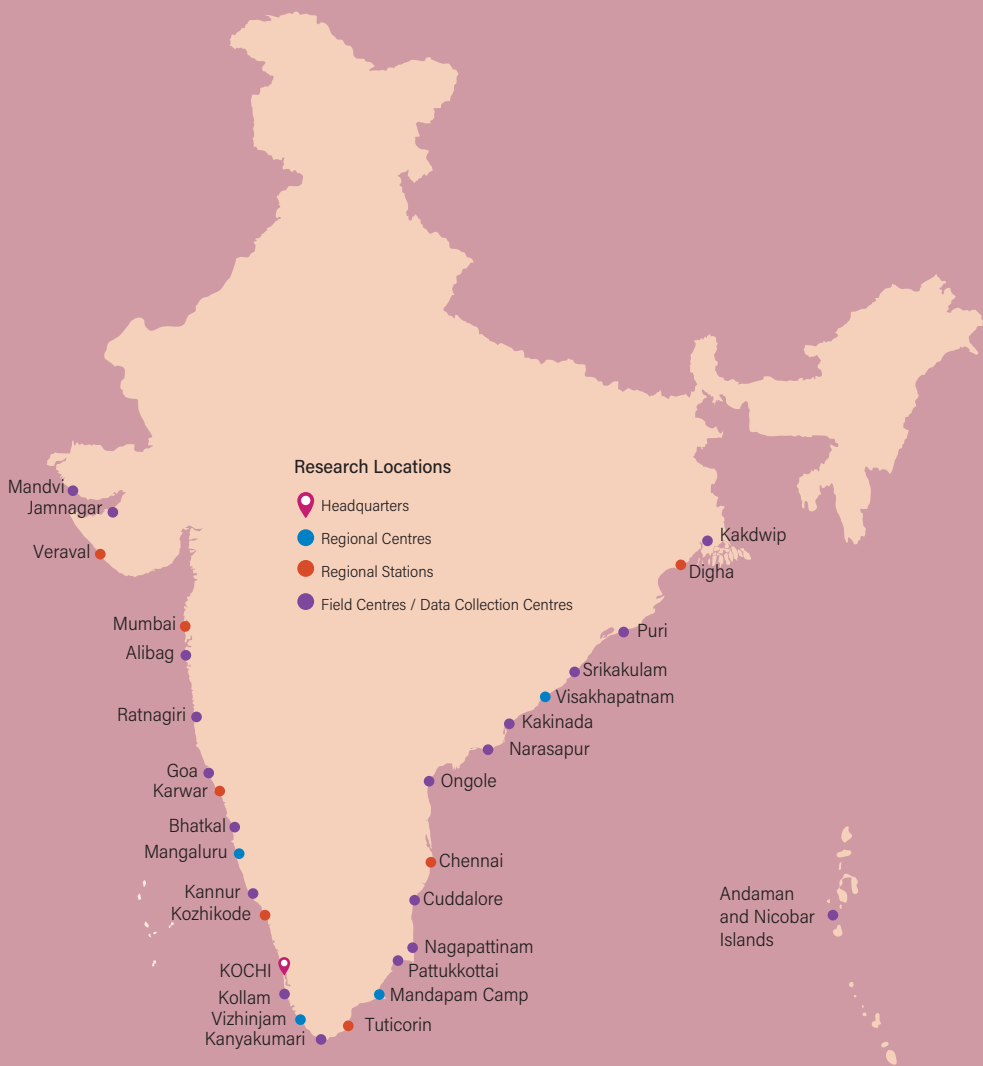 Research Locations
Headquarters
Regional Centres
Regional Stations
Field Centres / Data Collection Centres
Mandvi
Jamnagar
Veraval
Mumbai
Alibag
Ratnagiri
Goa
Karwar
Bhatkal
Mangaluru
Kannur
Kozhikode
KOCHI
Kollam
Vizhinjam
Kanyakumari
Kakdwip
Digha
Puri
Srikakulam
Visakhapatnam
Kakinada
Narasapur
Ongole
Chennai
Cuddalore
Nagapattinam
Pattukkottai
Mandapam Camp
Tuticorin
Andaman
and Nicobar
Islands